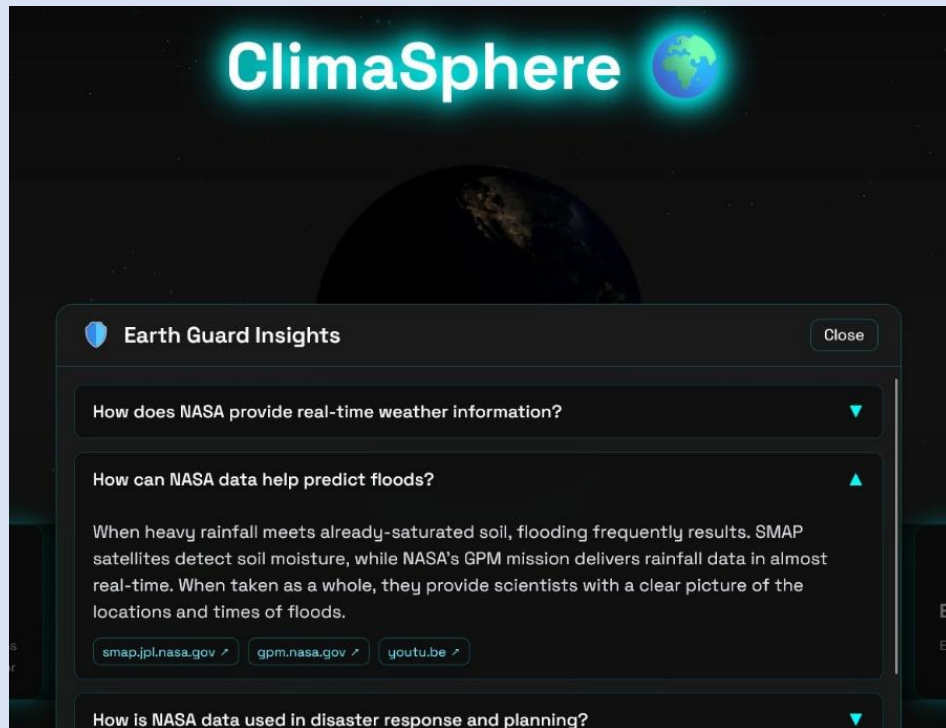 ClimaSphere
Earth Guard Insights
Close
How does NASA provide real-time weather information?
How can NASA data help predict floods?
When heavy rainfall meets already-saturated soil, flooding frequently results. SMAP
satellites detect soil moisture, while NASA's GPM mission delivers rainfall data in almost
real-time. When taken as a whole, they provide scientists with a clear picture of the
locations and times of floods.
smap.jpl.nasa.gov ↗ gpm.nasa.gov ↗ youtu.be ↗
How is NASA data used in disaster response and planning?